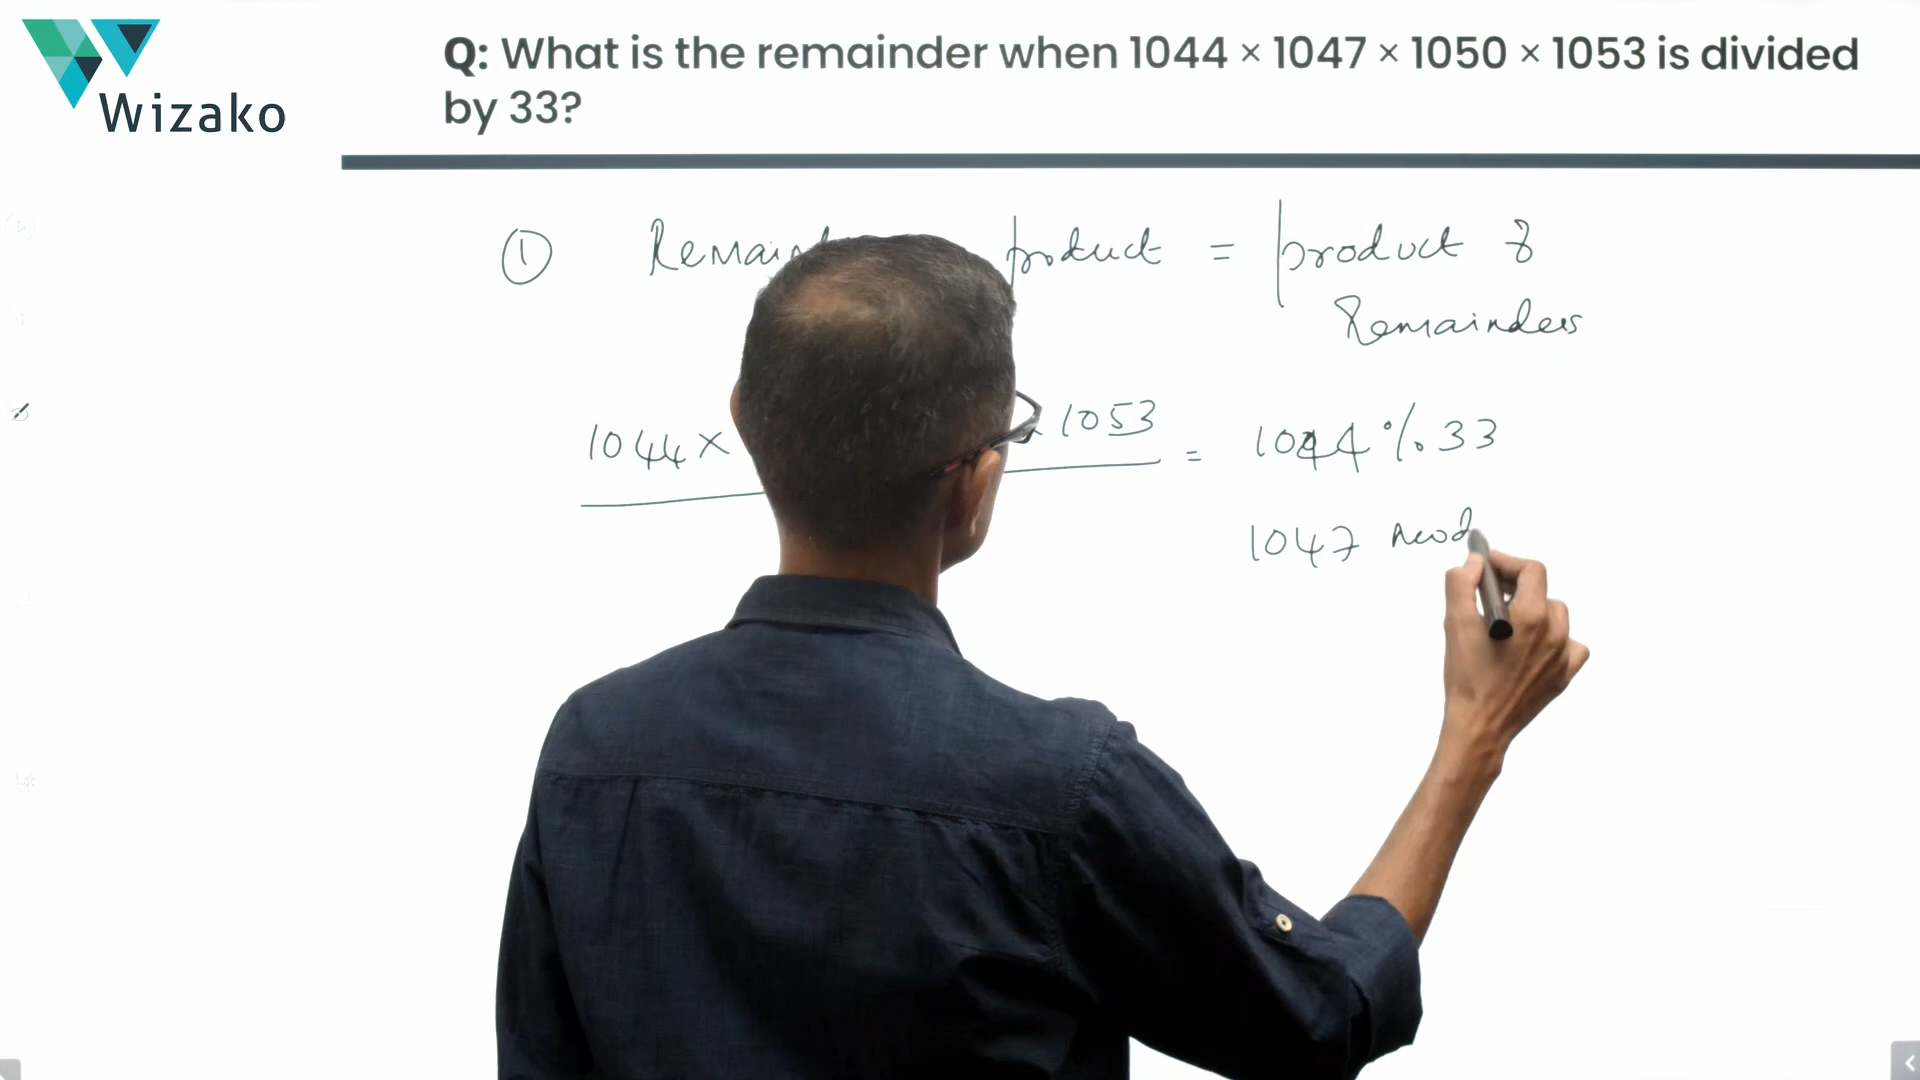 Wizako
Q: What is the remainder when 1044 × 1047 × 1050 × 1053 is divided
by 33?
① product = product of
Remainders
1044 × 1053 = 1044 % 33
1047 mod